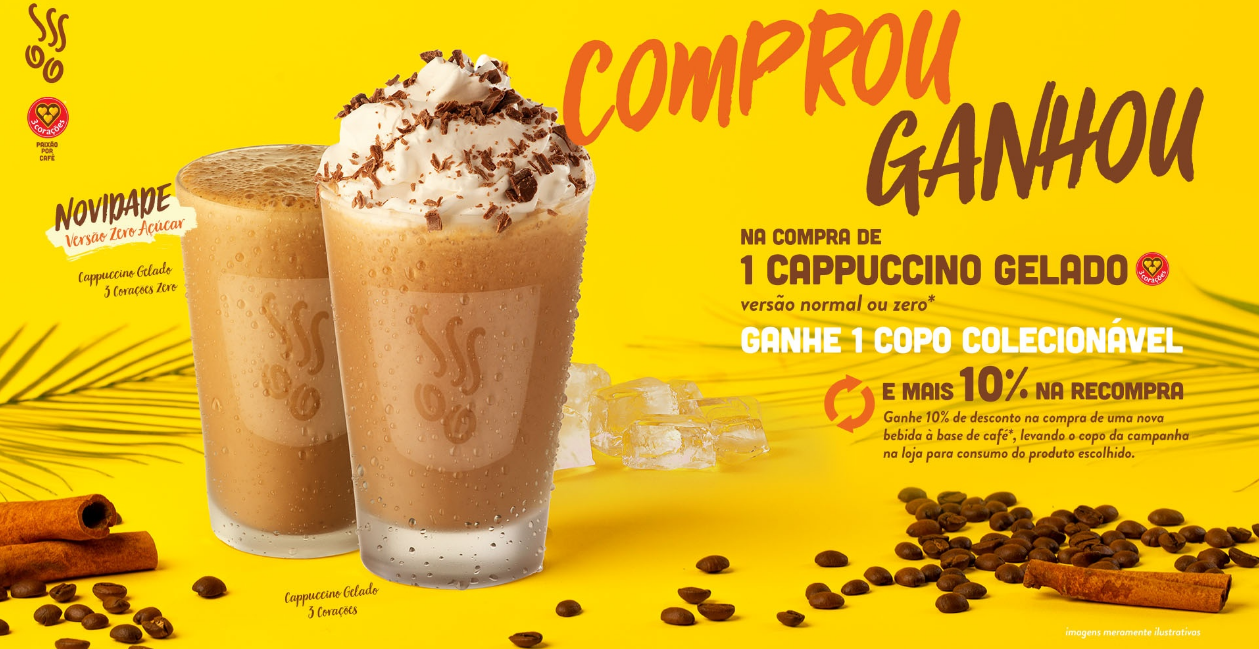 3 corações
PAIXÃO
POR
CAFÉ
NOVIDADE
Versão Zero Açúcar
Cappuccino Gelado
3 Corações Zero
Cappuccino Gelado
3 Corações
COMPROU
GANHOU
NA COMPRA DE
1 CAPPUCCINO GELADO 3 corações
versão normal ou zero*
GANHE 1 COPO COLECIONÁVEL
E MAIS 10% NA RECOMPRA
Ganhe 10% de desconto na compra de uma nova
bebida à base de café*, levando o copo da campanha
na loja para consumo do produto escolhido.
imagens meramente ilustrativas